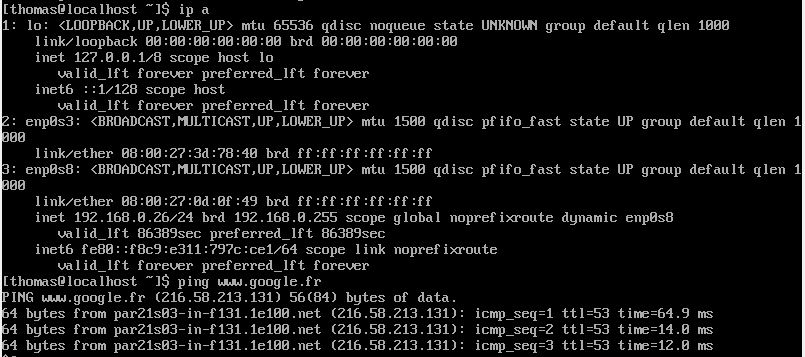 [thomas@localhost ~]$ ip a
1: lo: <LOOPBACK,UP,LOWER_UP> mtu 65536 qdisc noqueue state UNKNOWN group default qlen 1000
    link/loopback 00:00:00:00:00:00 brd 00:00:00:00:00:00
    inet 127.0.0.1/8 scope host lo
       valid_lft forever preferred_lft forever
    inet6 ::1/128 scope host
       valid_lft forever preferred_lft forever
2: enp0s3: <BROADCAST,MULTICAST,UP,LOWER_UP> mtu 1500 qdisc pfifo_fast state UP group default qlen 1
000
    link/ether 08:00:27:3d:78:40 brd ff:ff:ff:ff:ff:ff
3: enp0s8: <BROADCAST,MULTICAST,UP,LOWER_UP> mtu 1500 qdisc pfifo_fast state UP group default qlen 1
000
    link/ether 08:00:27:0d:0f:49 brd ff:ff:ff:ff:ff:ff
    inet 192.168.0.26/24 brd 192.168.0.255 scope global noprefixroute dynamic enp0s8
       valid_lft 86389sec preferred_lft 86389sec
    inet6 fe80::f8c9:e311:797c:ce1/64 scope link noprefixroute
       valid_lft forever preferred_lft forever
[thomas@localhost ~]$ ping www.google.fr
PING www.google.fr (216.58.213.131) 56(84) bytes of data.
64 bytes from par21s03-in-f131.1e100.net (216.58.213.131): icmp_seq=1 ttl=53 time=64.9 ms
64 bytes from par21s03-in-f131.1e100.net (216.58.213.131): icmp_seq=2 ttl=53 time=14.0 ms
64 bytes from par21s03-in-f131.1e100.net (216.58.213.131): icmp_seq=3 ttl=53 time=12.0 ms